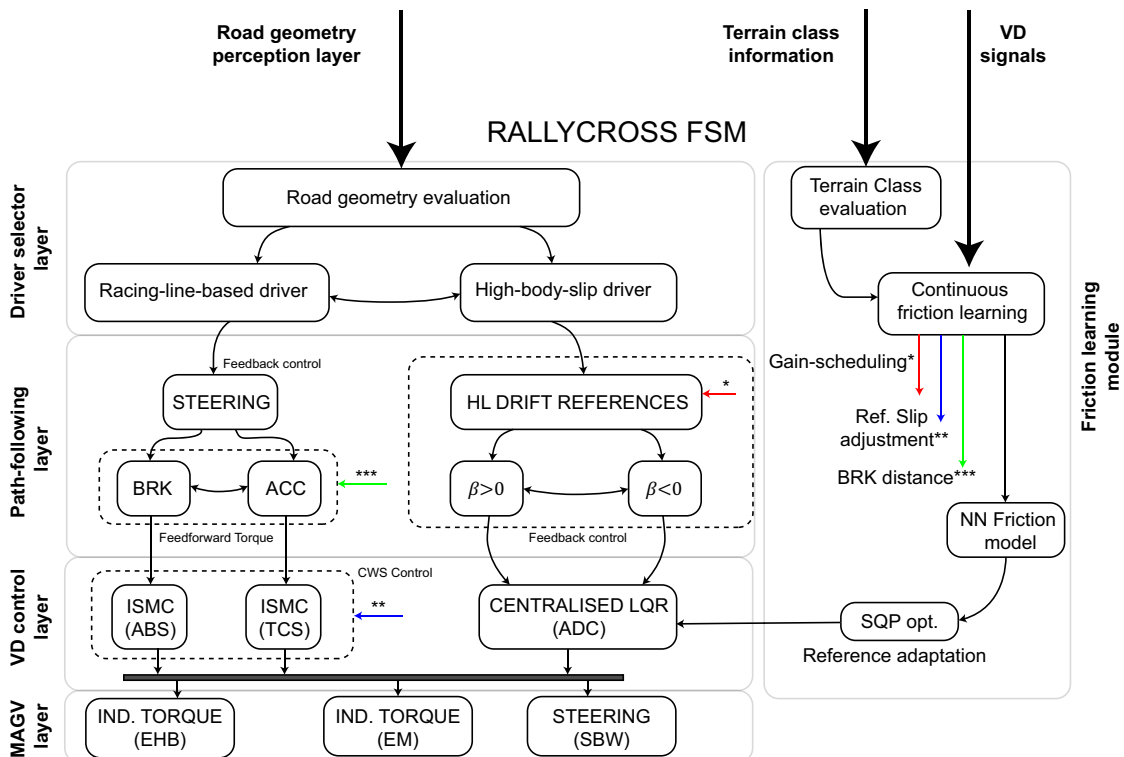 Road geometry
perception layer
Terrain class
information
VD
signals
RALLYCROSS FSM
Driver selector
layer
Road geometry evaluation
Racing-line-based driver
High-body-slip driver
Terrain Class
evaluation
Continuous
friction learning
Friction learning
module
Gain-scheduling*
Ref. Slip
adjustment**
BRK distance***
NN Friction
model
SQP opt.
Reference adaptation
Path-following
layer
Feedback control
STEERING
BRK
ACC
***
Feedforward Torque
HL DRIFT REFERENCES
*
β>0
β<0
Feedback control
VD control
layer
CWS Control
ISMC
(ABS)
ISMC
(TCS)
**
CENTRALISED LQR
(ADC)
MAGV
layer
IND. TORQUE
(EHB)
IND. TORQUE
(EM)
STEERING
(SBW)